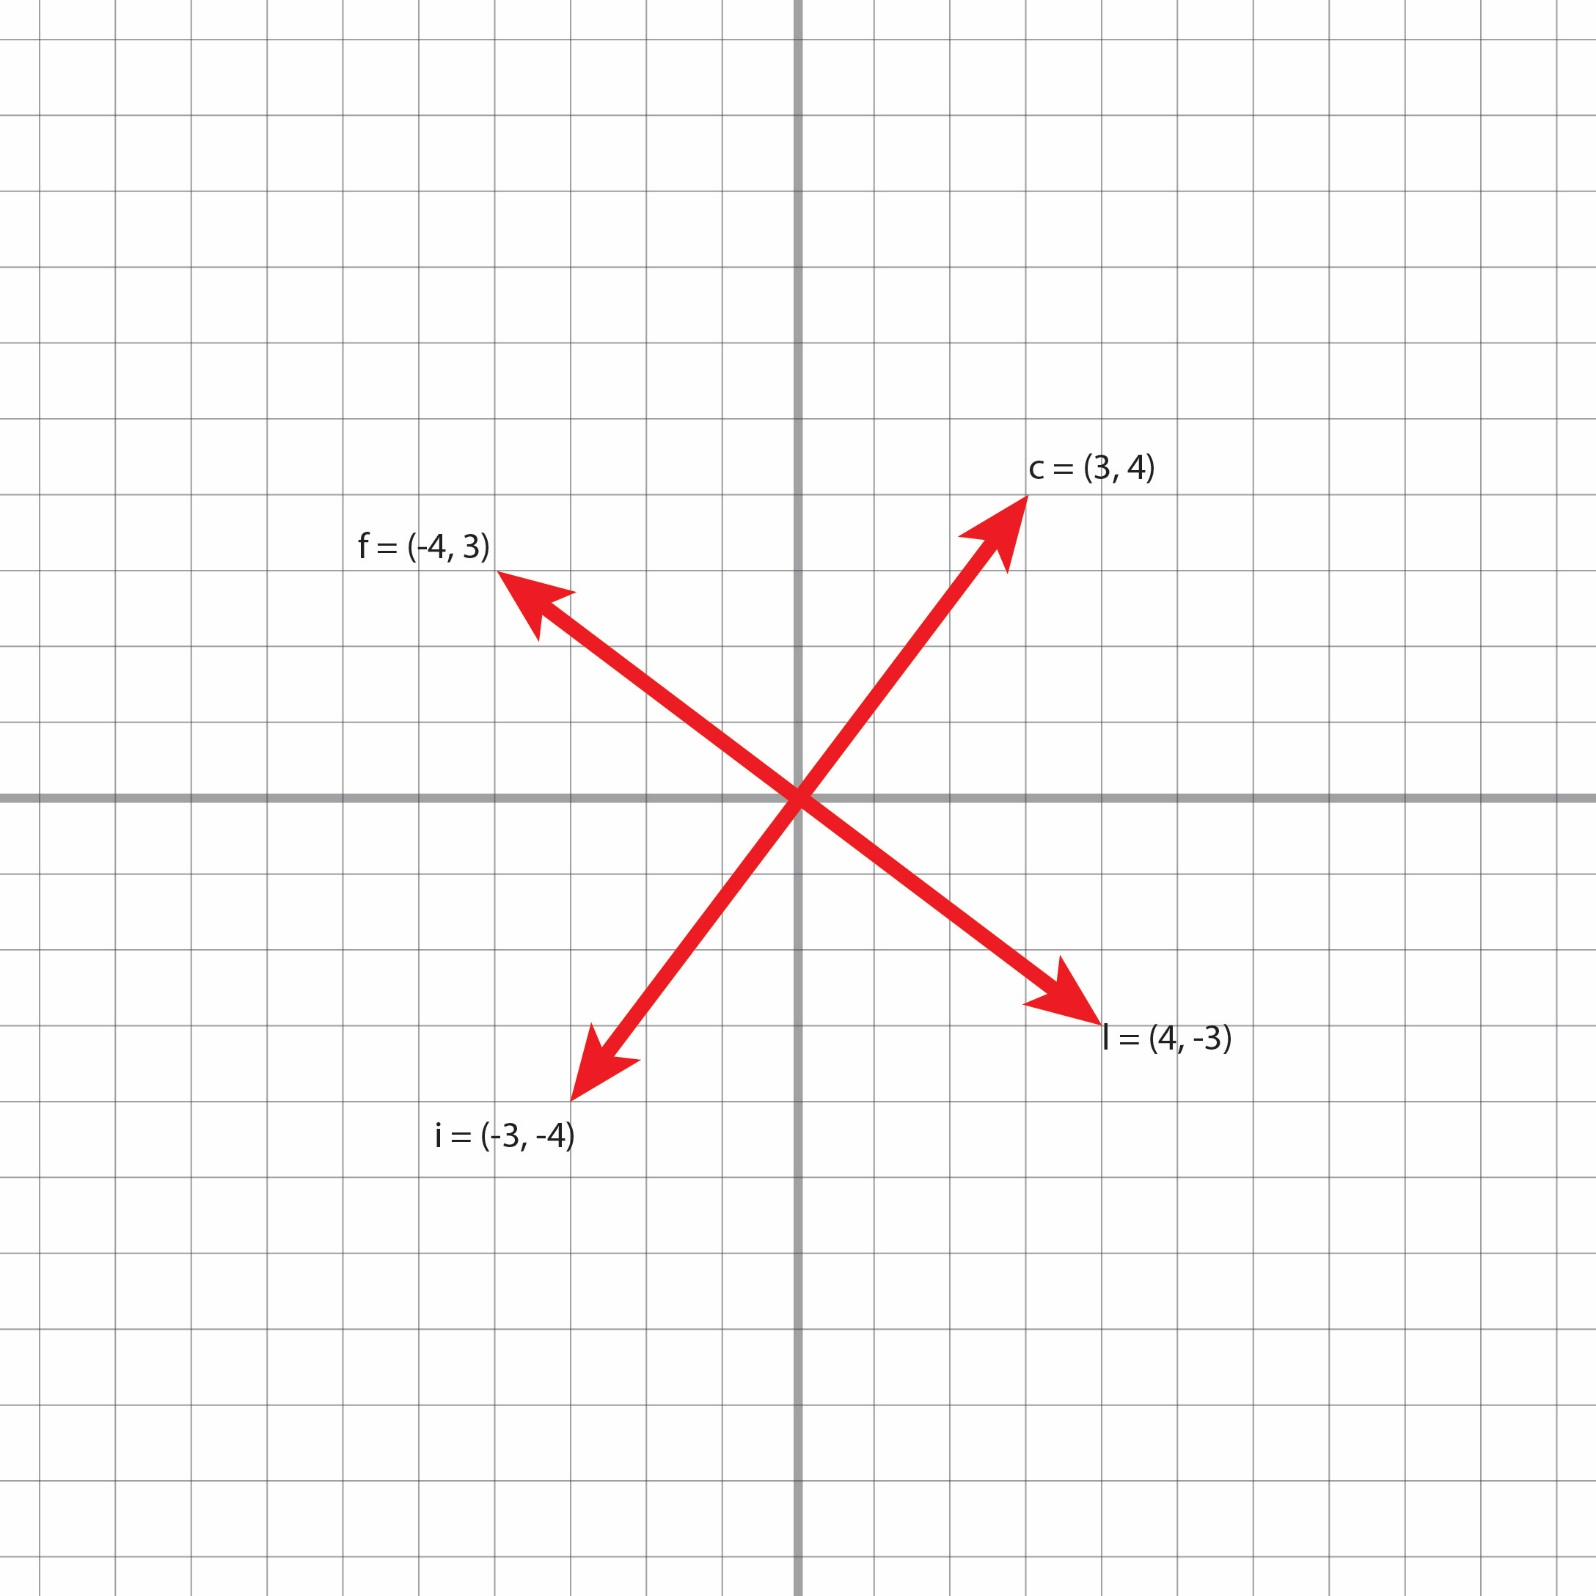 c = (3, 4)
f = (-4, 3)
l = (4, -3)
i = (-3, -4)